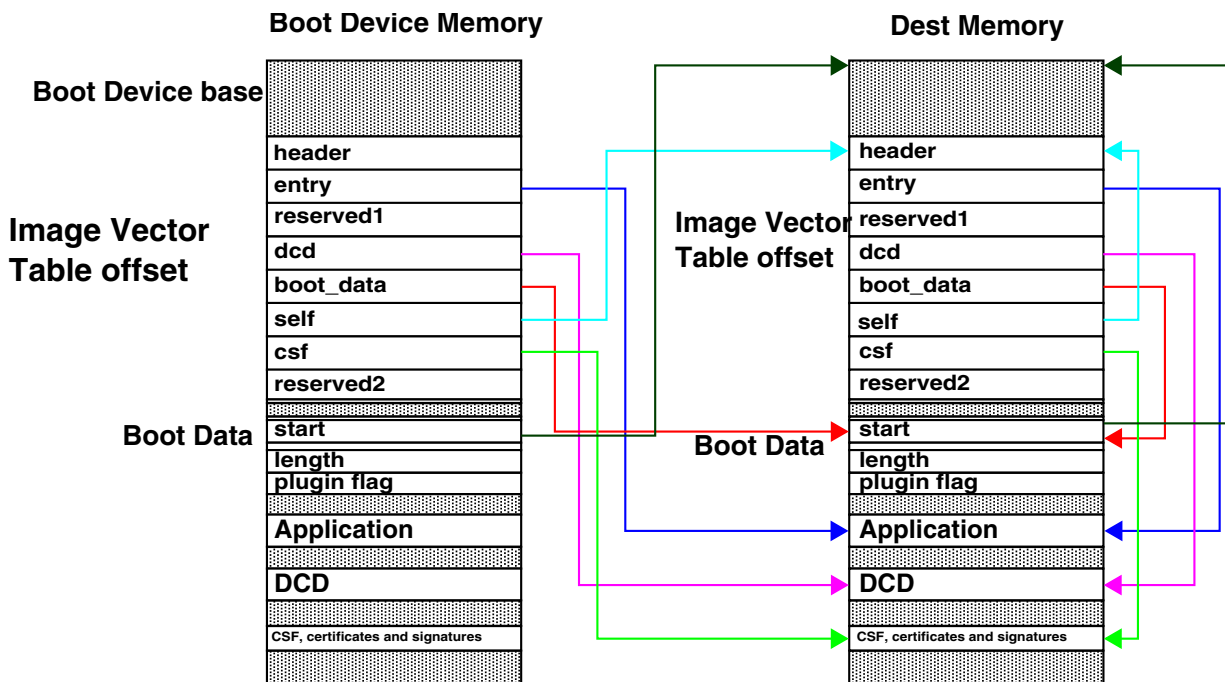 Boot Device Memory
Dest Memory
Boot Device base
header
entry
reserved1
Image Vector
Table offset
dcd
boot_data
self
csf
reserved2
Boot Data
start
length
plugin flag
Application
DCD
CSF, certificates and signatures
header
entry
reserved1
Image Vector
Table offset
dcd
boot_data
self
csf
reserved2
Boot Data
start
length
plugin flag
Application
DCD
CSF, certificates and signatures